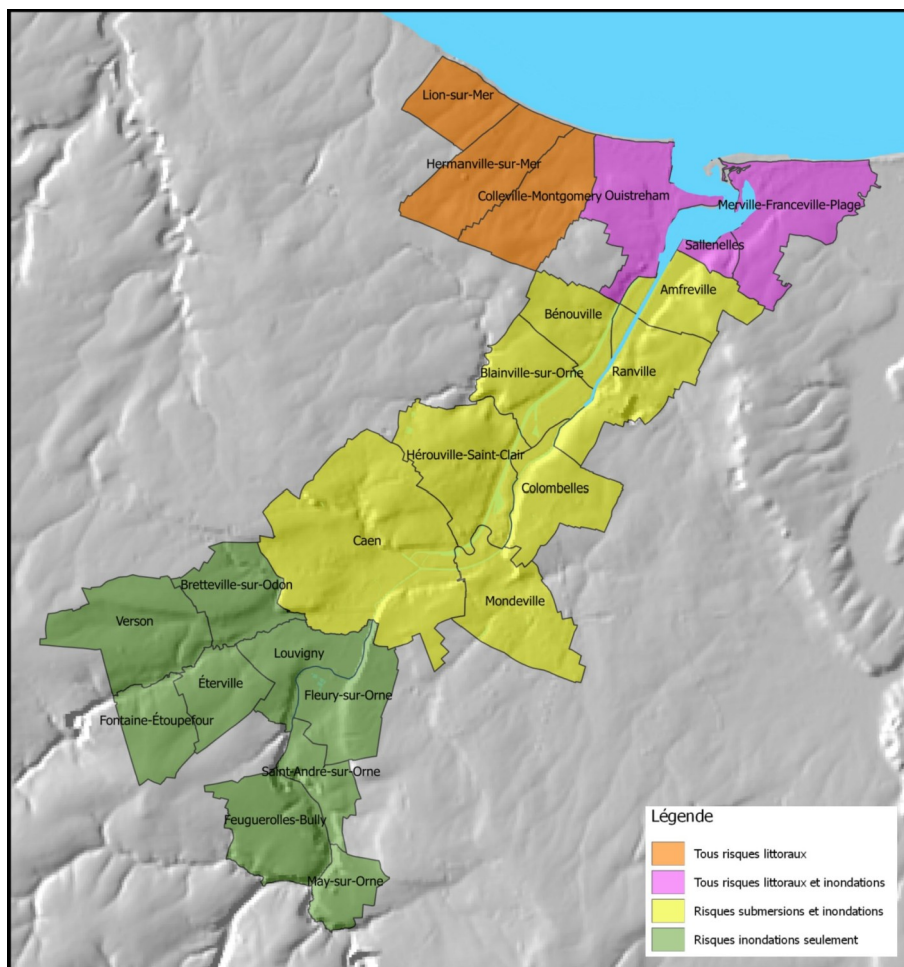 Lion-sur-Mer
Hermanville-sur-Mer
Colleville-Montgomery
Ouistreham
Merville-Franceville-Plage
Sallenelles
Amfreville
Bénouville
Blainville-sur-Orne
Ranville
Hérouville-Saint-Clair
Colombelles
Caen
Mondeville
Bretteville-sur-Odon
Verson
Louvigny
Éterville
Fleury-sur-Orne
Fontaine-Étoupefour
Saint-André-sur-Orne
Feuguerolles-Bully
May-sur-Orne
Légende
Tous risques littoraux
Tous risques littoraux et inondations
Risques submersions et inondations
Risques inondations seulement